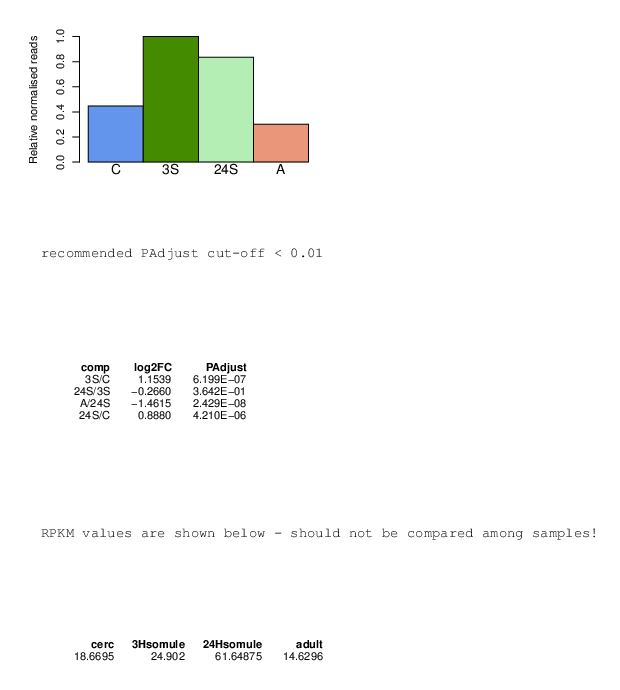 Relative normalised reads
1.0
0.8
0.6
0.4
0.2
0.0
C 3S 24S A
recommended PAdjust cut-off < 0.01
comp log2FC PAdjust
3S/C 1.1539 6.199E−07
24S/3S −0.2660 3.642E−01
A/24S −1.4615 2.429E−08
24S/C 0.8880 4.210E−06
RPKM values are shown below - should not be compared among samples!
cerc 3Hsomule 24Hsomule adult
18.6695 24.902 61.64875 14.6296